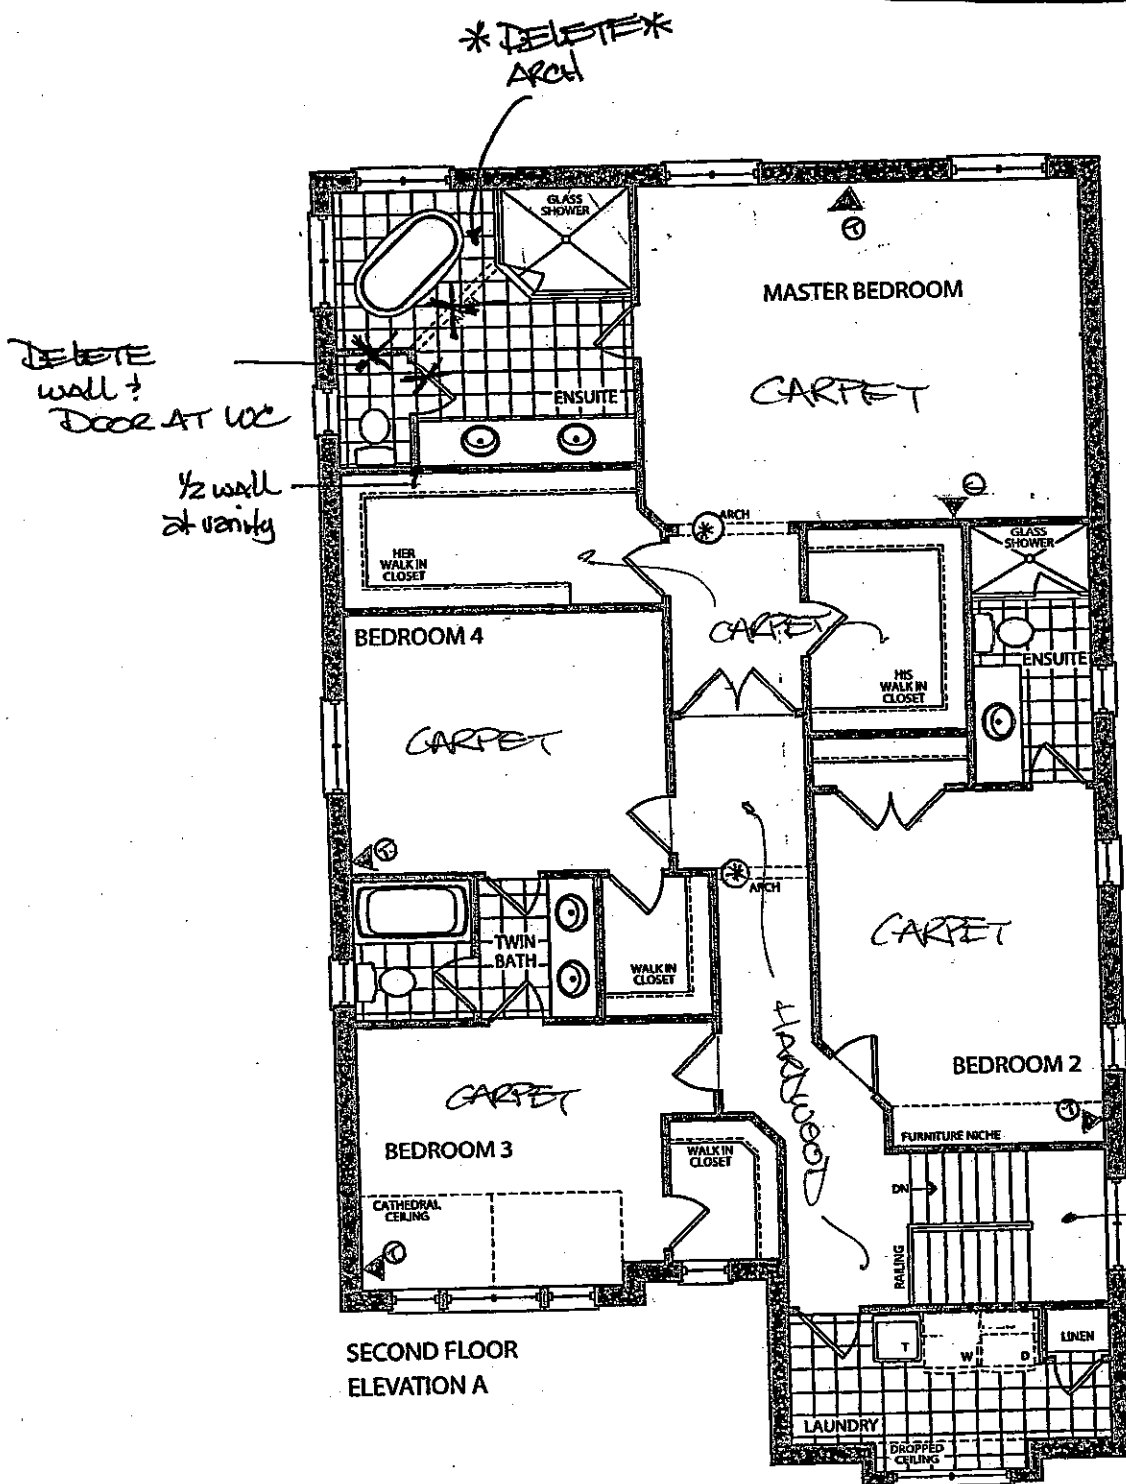 *DELETE*
ARCH
GLASS
SHOWER
MASTER BEDROOM
DELETE
WALL &
DOOR AT WC
CARPET
ENSUITE
1/2 wall
at vanity
ARCH
GLASS
SHOWER
HER
WALK IN
CLOSET
CARPET
BEDROOM 4
ENSUITE
HIS
WALK IN
CLOSET
CARPET
T
ARCH
CARPET
TWIN
BATH
WALK IN
CLOSET
HARDWOOD
BEDROOM 2
CARPET
FURNITURE NICHE
BEDROOM 3
WALK IN
CLOSET
DN
CATHEDRAL
CEILING
RAILING
T
W
D
LINEN
SECOND FLOOR
ELEVATION A
LAUNDRY
DROPPED
CEILING